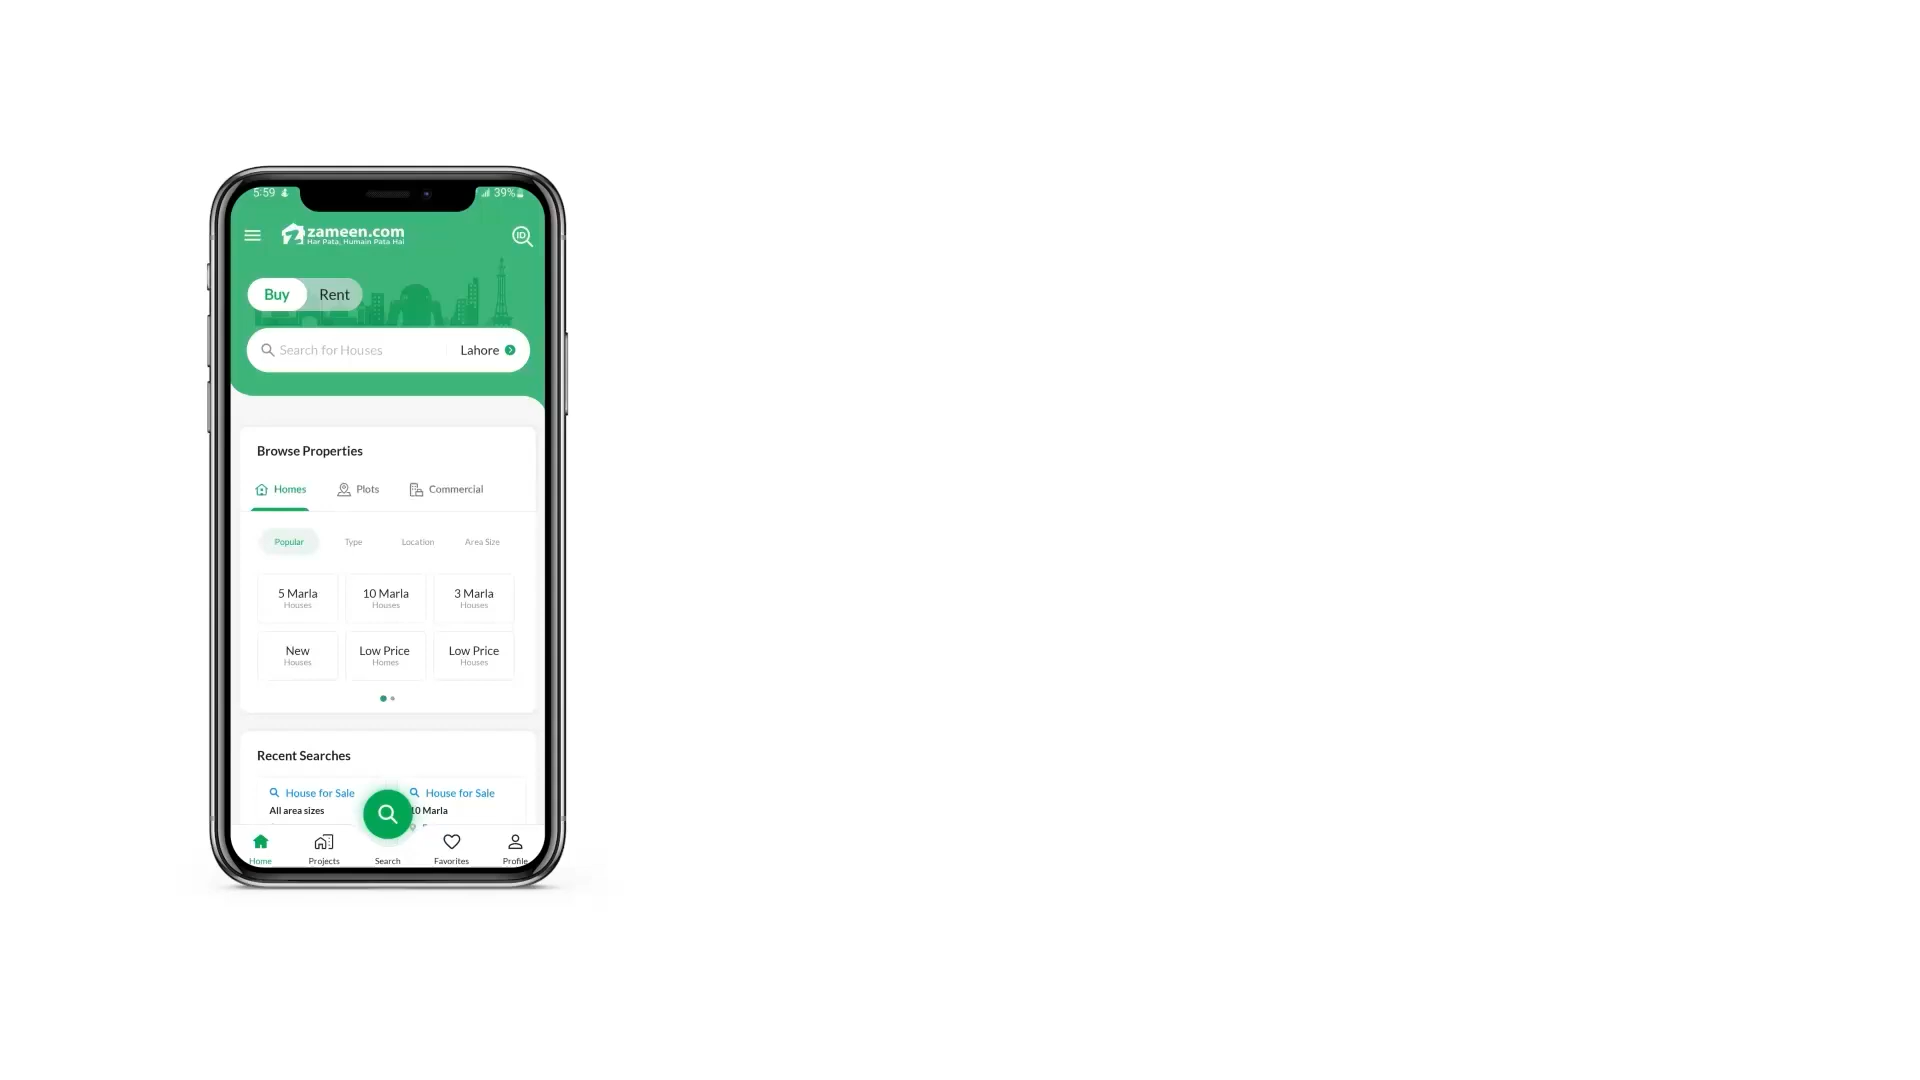 5:59 39%
zameen.com
Har Pata, Humain Pata Hai
ID
Buy Rent
Search for Houses Lahore
Browse Properties
Homes Plots Commercial
Popular Type Location Area Size
5 Marla 10 Marla 3 Marla
Houses Houses Houses
New Low Price Low Price
Houses Homes Houses
Recent Searches
House for Sale House for Sale
All area sizes 10 Marla
Home Projects Search Favorites Profile